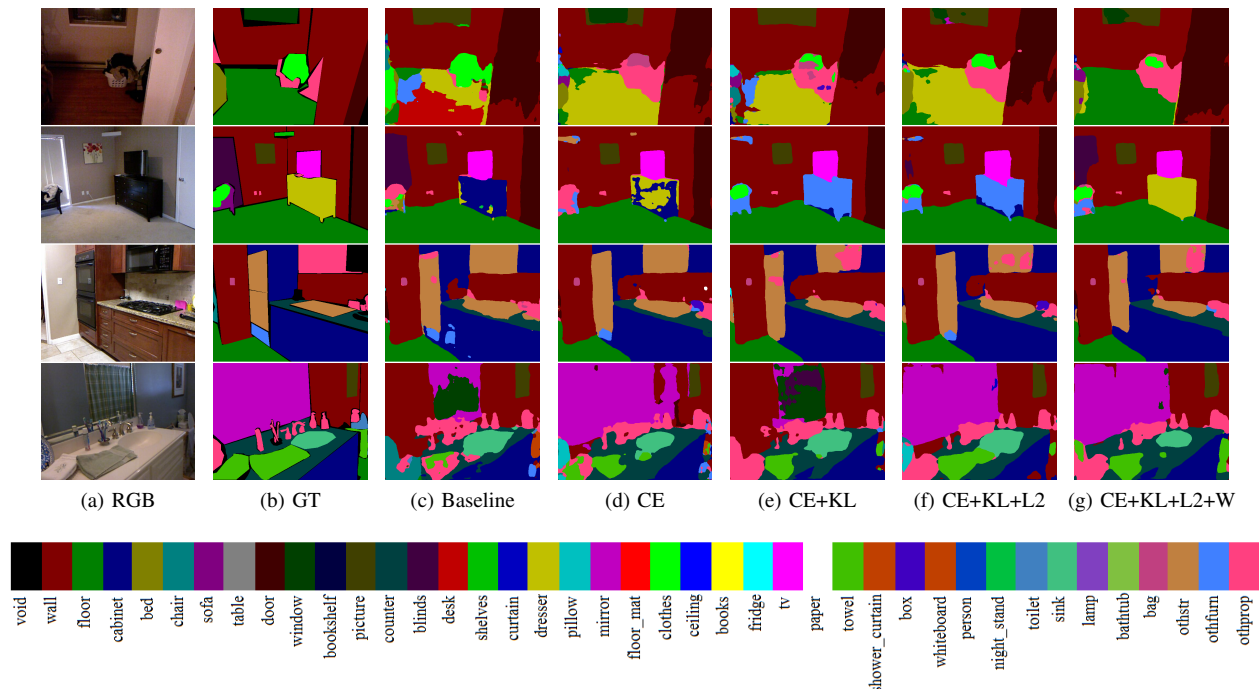 (a) RGB
(b) GT
(c) Baseline
(d) CE
(e) CE+KL
(f) CE+KL+L2
(g) CE+KL+L2+W
void
wall
floor
cabinet
bed
chair
sofa
table
door
window
bookshelf
picture
counter
blinds
desk
shelves
curtain
dresser
pillow
mirror
floor_mat
clothes
ceiling
books
fridge
tv
paper
towel
shower_curtain
box
whiteboard
person
night_stand
toilet
sink
lamp
bathtub
bag
othstr
othfurn
othprop